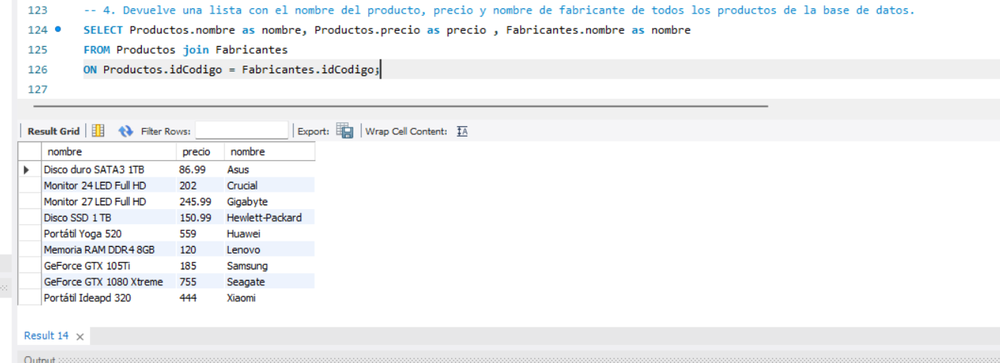 123 -- 4. Devuelve una lista con el nombre del producto, precio y nombre de fabricante de todos los productos de la base de datos.
124 SELECT Productos.nombre as nombre, Productos.precio as precio , Fabricantes.nombre as nombre
125 FROM Productos join Fabricantes
126 ON Productos.idCodigo = Fabricantes.idCodigo;
127
Result Grid Filter Rows: Export: Wrap Cell Content:
nombre precio nombre
Disco duro SATA3 1TB 86.99 Asus
Monitor 24 LED Full HD 202 Crucial
Monitor 27 LED Full HD 245.99 Gigabyte
Disco SSD 1 TB 150.99 Hewlett-Packard
Portátil Yoga 520 559 Huawei
Memoria RAM DDR4 8GB 120 Lenovo
GeForce GTX 105Ti 185 Samsung
GeForce GTX 1080 Xtreme 755 Seagate
Portátil Ideapd 320 444 Xiaomi
Result 14
Output